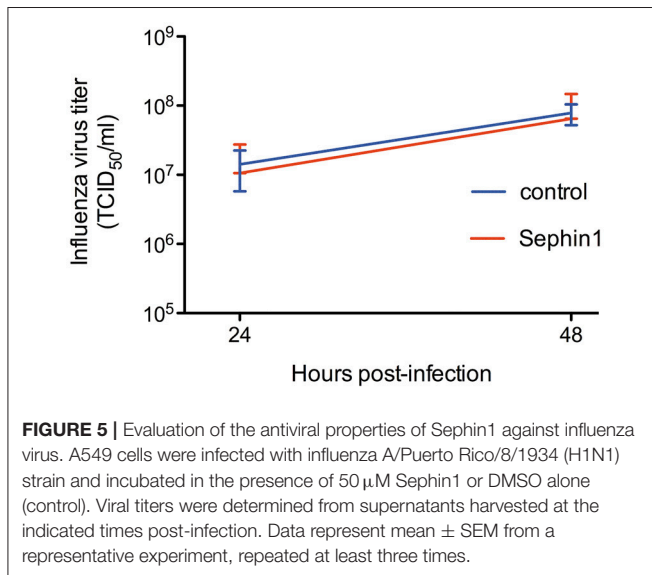 10⁹
10⁸
10⁷
10⁶
10⁵
Influenza virus titer
(TCID₅₀/ml)
control
Sephin1
24
48
Hours post-infection
FIGURE 5 | Evaluation of the antiviral properties of Sephin1 against influenza
virus. A549 cells were infected with influenza A/Puerto Rico/8/1934 (H1N1)
strain and incubated in the presence of 50 μM Sephin1 or DMSO alone
(control). Viral titers were determined from supernatants harvested at the
indicated times post-infection. Data represent mean ± SEM from a
representative experiment, repeated at least three times.